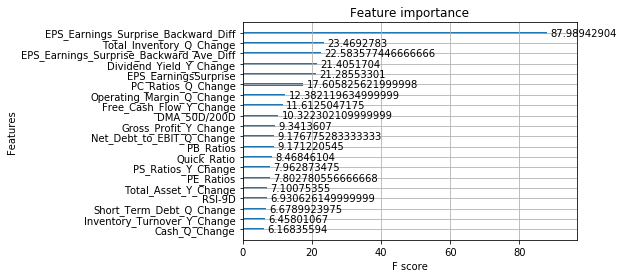 Feature importance
EPS_Earnings_Surprise_Backward_Diff 87.98942904
Total_Inventory_Q_Change 23.4692783
EPS_Earnings_Surprise_Backward_Ave_Diff 22.583577446666666
Dividend_Yield_Y_Change 21.4051704
EPS_EarningsSurprise 21.28553301
PC_Ratios_Q_Change 17.605825621999998
Operating_Margin_Q_Change 12.382119634999999
Free_Cash_Flow_Y_Change 11.6125047175
DMA_50D/200D 10.322302109999999
Gross_Profit_Y_Change 9.3413607
Net_Debt_to_EBIT_Q_Change 9.176775283333333
PB_Ratios 9.171220545
Quick_Ratio 8.46846104
PS_Ratios_Y_Change 7.962873475
PE_Ratios 7.802780556666668
Total_Asset_Y_Change 7.10075355
RSI-9D 6.930626149999999
Short_Term_Debt_Q_Change 6.6789923975
Inventory_Turnover_Y_Change 6.45801067
Cash_Q_Change 6.16835594
Features
0 20 40 60 80
F score